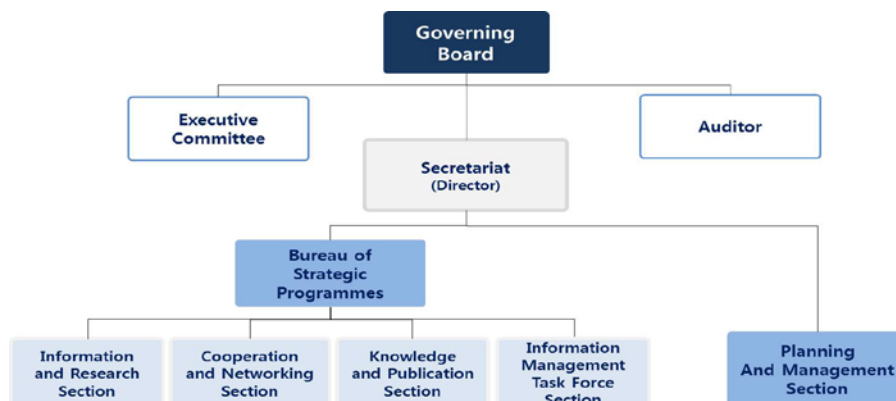 Governing
Board
Executive
Committee
Auditor
Secretariat
(Director)
Bureau of
Strategic
Programmes
Information
and Research
Section
Cooperation
and Networking
Section
Knowledge
and Publication
Section
Information
Management
Task Force
Section
Planning
And Management
Section